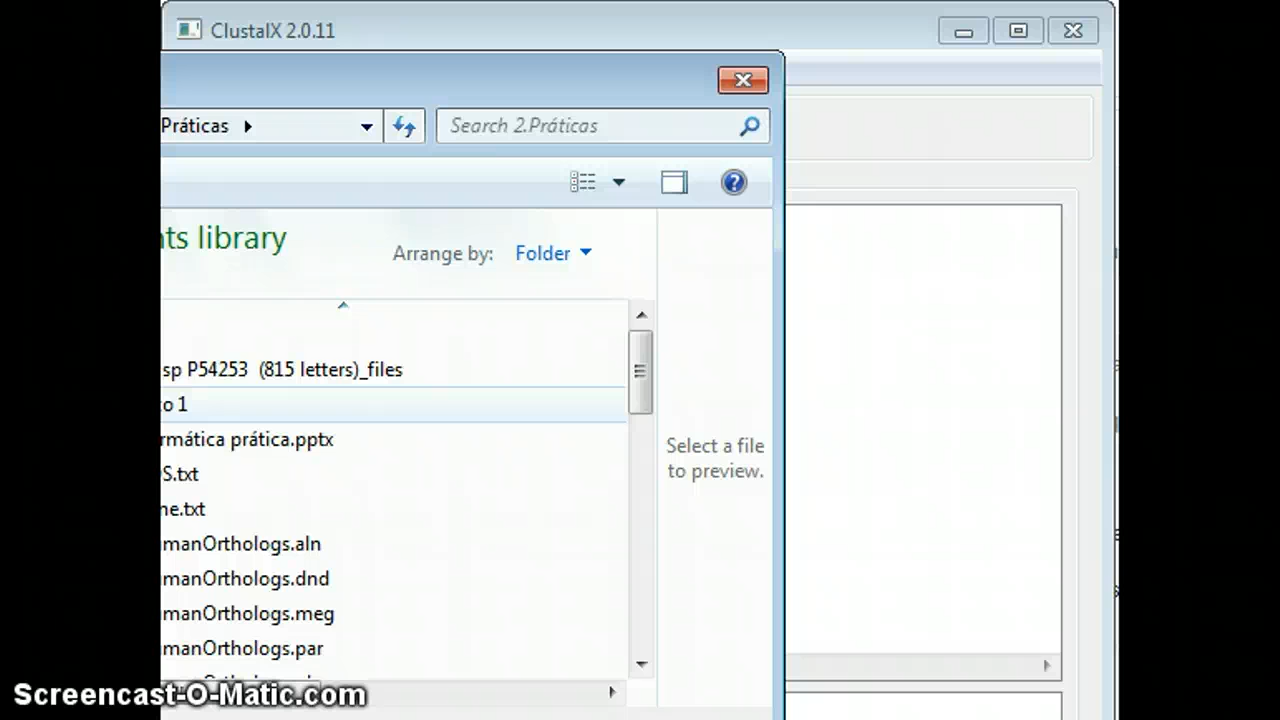 ClustalX 2.0.11
Práticas
Search 2.Práticas
nts library
Arrange by: Folder
sp P54253 (815 letters)_files
to 1
rmática prática.pptx
S.txt
ne.txt
manOrthologs.aln
manOrthologs.dnd
manOrthologs.meg
manOrthologs.par
Select a file
to preview.
Screencast-O-Matic.com